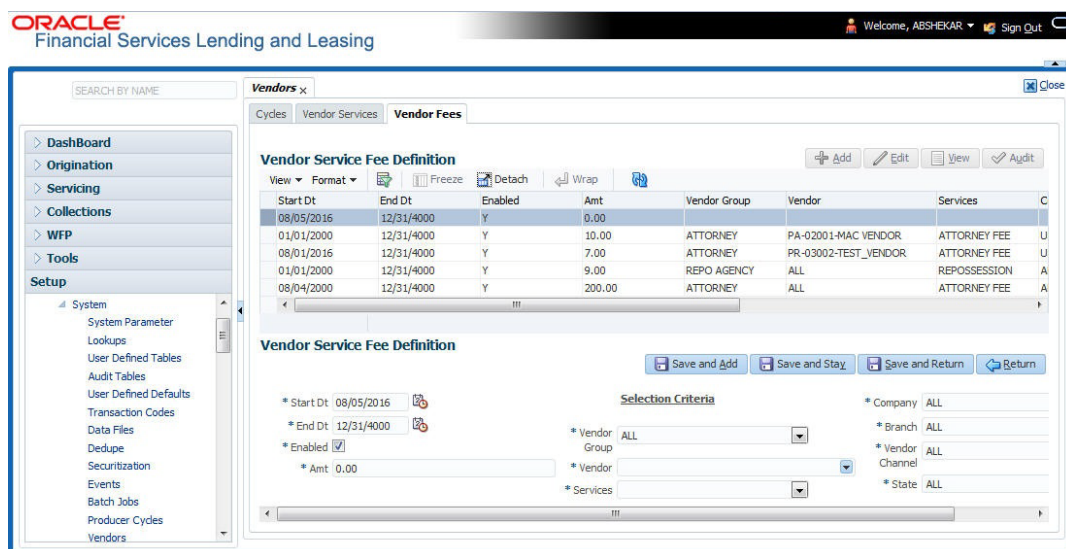 ORACLE®
Financial Services Lending and Leasing
Welcome, ABSHEKAR Sign Out
SEARCH BY NAME
Vendors x
Close
Cycles Vendor Services Vendor Fees
DashBoard
Origination
Servicing
Collections
WFP
Tools
Setup
System
System Parameter
Lookups
User Defined Tables
Audit Tables
User Defined Defaults
Transaction Codes
Data Files
Dedupe
Securitization
Events
Batch Jobs
Producer Cycles
Vendors
Vendor Service Fee Definition
Add Edit View Audit
View Format Freeze Detach Wrap
Start Dt End Dt Enabled Amt Vendor Group Vendor Services C
08/05/2016 12/31/4000 Y 0.00
01/01/2000 12/31/4000 Y 10.00 ATTORNEY PA-02001-MAC VENDOR ATTORNEY FEE U
08/01/2016 12/31/4000 Y 7.00 ATTORNEY PR-03002-TEST_VENDOR ATTORNEY FEE U
01/01/2000 12/31/4000 Y 9.00 REPO AGENCY ALL REPOSSESSION A
08/04/2000 12/31/4000 Y 200.00 ATTORNEY ALL ATTORNEY FEE A
Vendor Service Fee Definition
Save and Add Save and Stay Save and Return Return
* Start Dt 08/05/2016
* End Dt 12/31/4000
* Enabled
* Amt 0.00
Selection Criteria
* Vendor Group ALL
* Vendor
* Services
* Company ALL
* Branch ALL
* Vendor Channel ALL
* State ALL